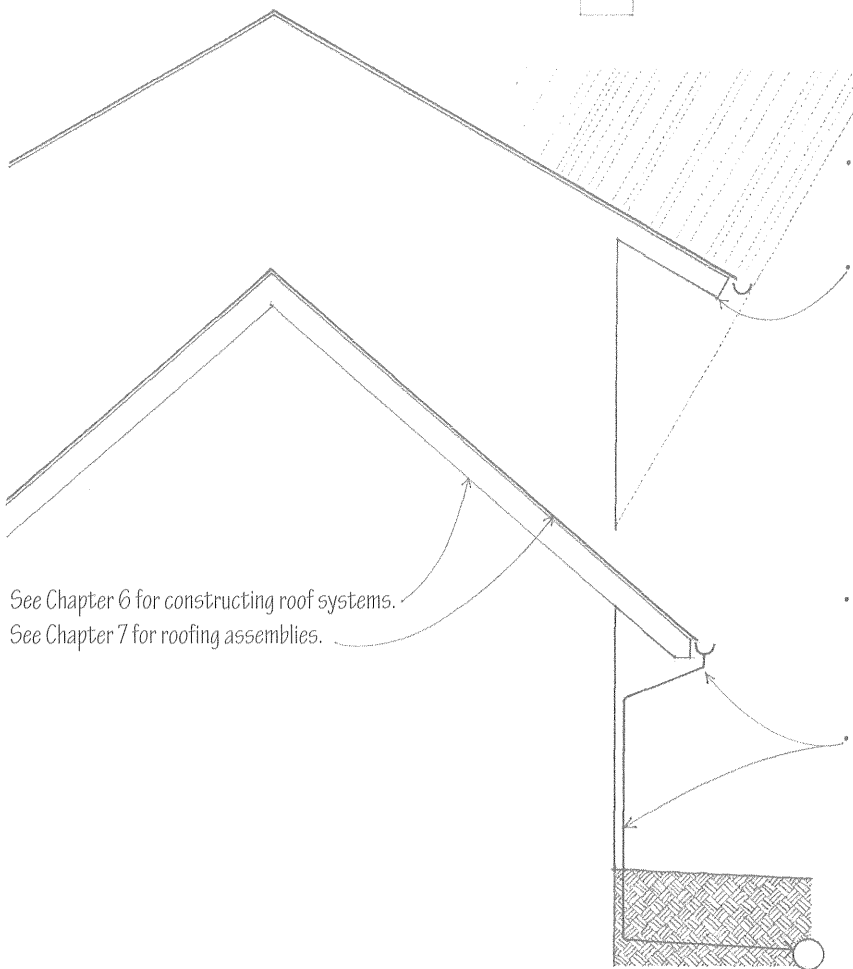 See Chapter 6 for constructing roof systems.
See Chapter 7 for roofing assemblies.